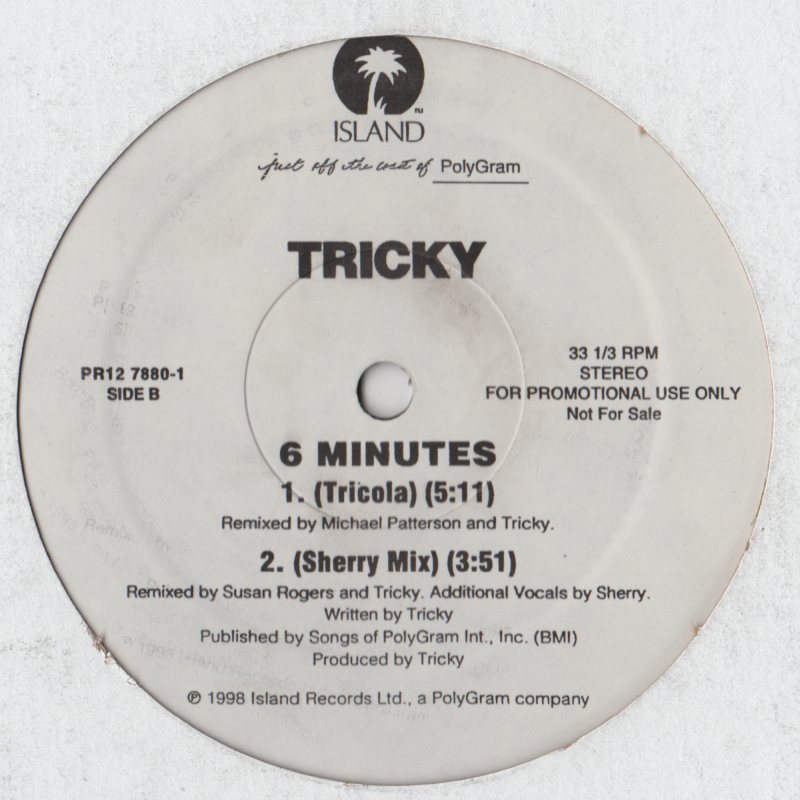 ISLAND
just off the coast of PolyGram
TRICKY
PR12 7880-1
SIDE B
33 1/3 RPM
STEREO
FOR PROMOTIONAL USE ONLY
Not For Sale
6 MINUTES
1. (Tricola) (5:11)
Remixed by Michael Patterson and Tricky.
2. (Sherry Mix) (3:51)
Remixed by Susan Rogers and Tricky. Additional Vocals by Sherry.
Written by Tricky
Published by Songs of PolyGram Int., Inc. (BMI)
Produced by Tricky
℗ 1998 Island Records Ltd., a PolyGram company